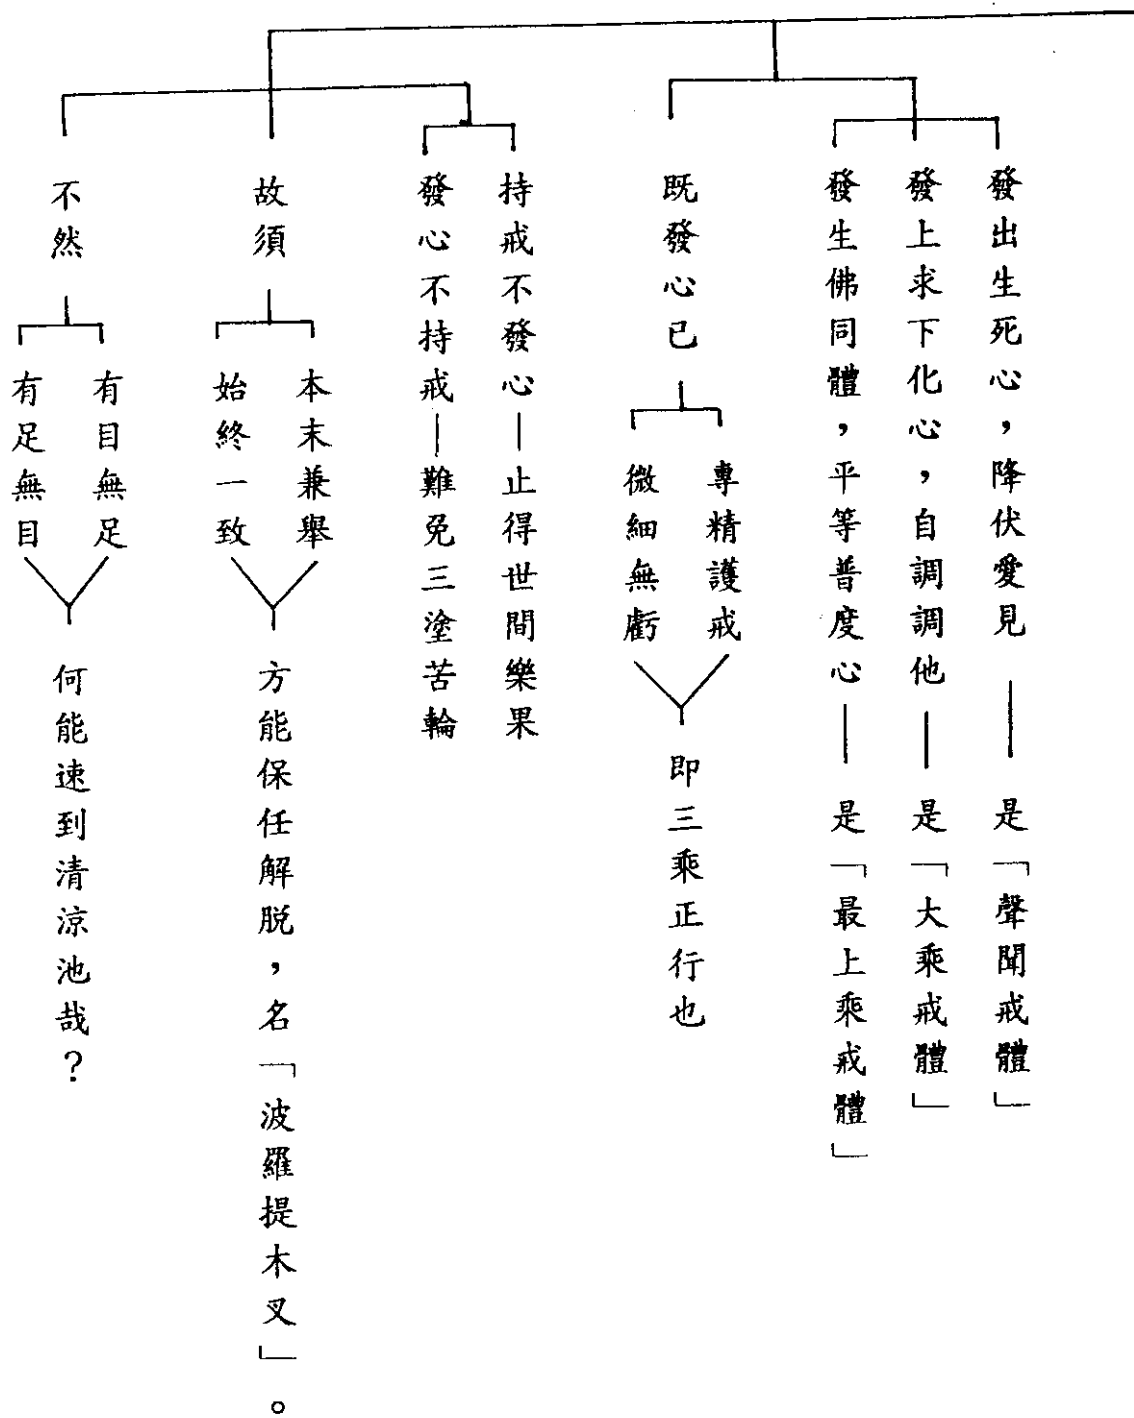 發出生死心，降伏愛見——是「聲聞戒體」
發上求下化心，自調調他——是「大乘戒體」
發生佛同體，平等普度心——是「最上乘戒體」
既發心已
專精護戒
微細無虧
即三乘正行也
持戒不發心—止得世間樂果
發心不持戒—難免三塗苦輪
故須
本末兼舉
始終一致
方能保任解脱，名「波羅提木叉」。
不然
有目無足
有足無目
何能速到清涼池哉？